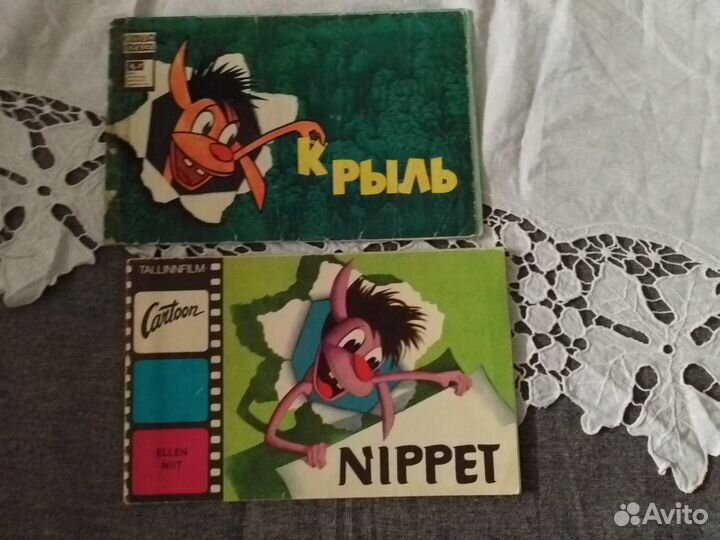 КРЫЛЬ
TALLINNFILM
Cartoon
ELLEN
NIIT
NIPPET
Avito